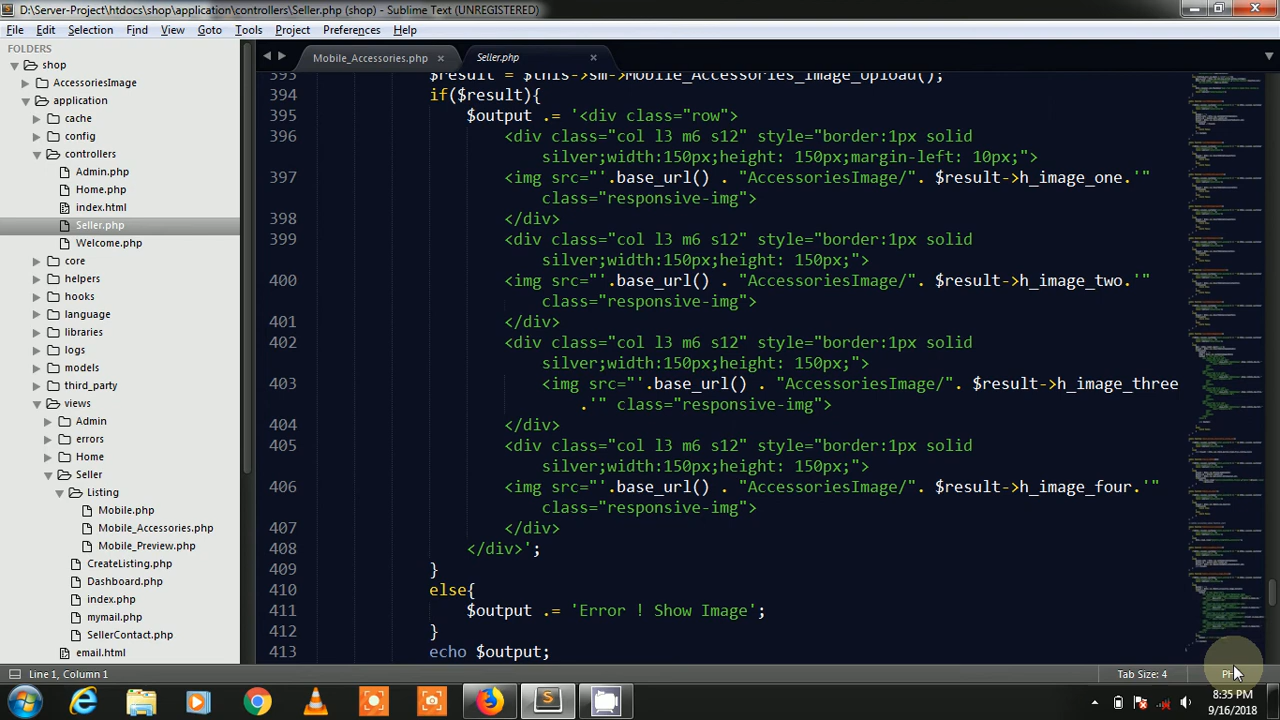 D:\Server-Project\htdocs\shop\application\controllers\Seller.php (shop) - Sublime Text (UNREGISTERED)
File Edit Selection Find View Goto Tools Project Preferences Help
FOLDERS
shop
AccessoriesImage
application
cache
config
controllers
Admin.php
Home.php
index.html
Seller.php
Welcome.php
core
helpers
hooks
language
libraries
logs
models
third_party
views
Admin
errors
Home
Seller
Listing
Mobile.php
Mobile_Accessories.php
Mobile_Preview.php
CreateListing.php
Dashboard.php
index.php
mymail.php
SellerContact.php
email.html
Mobile_Accessories.php × Seller.php ×
393 $result = $this->sm->Mobile_Accessories_Image_Upload();
394 if($result){
395 $output .= '<div class="row">
396 <div class="col l3 m6 s12" style="border:1px solid
silver;width:150px;height: 150px;margin-left: 10px;">
397 <img src="'.base_url() . "AccessoriesImage/". $result->h_image_one.'"
class="responsive-img">
398 </div>
399 <div class="col l3 m6 s12" style="border:1px solid
silver;width:150px;height: 150px;">
400 <img src="'.base_url() . "AccessoriesImage/". $result->h_image_two.'"
class="responsive-img">
401 </div>
402 <div class="col l3 m6 s12" style="border:1px solid
silver;width:150px;height: 150px;">
403 <img src="'.base_url() . "AccessoriesImage/". $result->h_image_three
.'" class="responsive-img">
404 </div>
405 <div class="col l3 m6 s12" style="border:1px solid
silver;width:150px;height: 150px;">
406 <img src="'.base_url() . "AccessoriesImage/". $result->h_image_four.'"
class="responsive-img">
407 </div>
408 </div>';
409
410 else{
411 $output .= 'Error ! Show Image';
412 }
413 echo $output;
Line 1, Column 1
Tab Size: 4
8:35 PM
9/16/2018